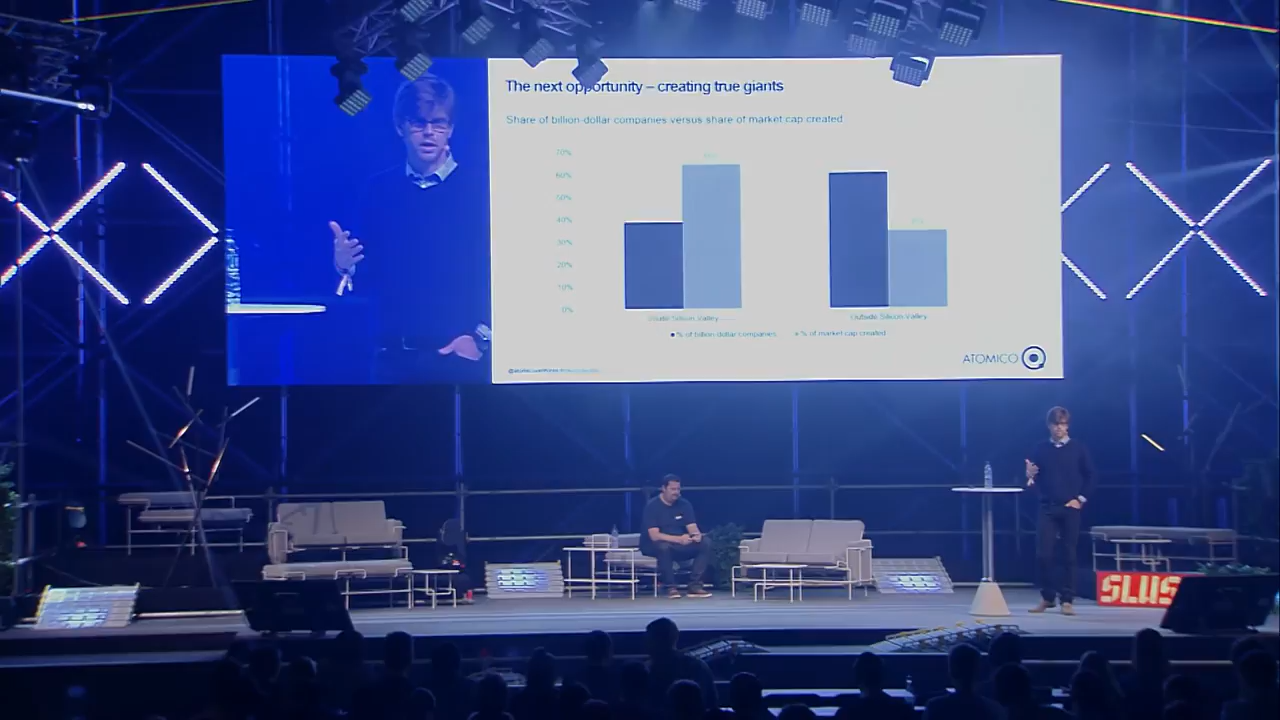 The next opportunity – creating true giants
Share of billion-dollar companies versus share of market cap created
70%
60%
50%
40%
30%
20%
10%
0%
Inside Silicon Valley
Outside Silicon Valley
% of billion-dollar companies
% of market cap created
ATOMICO
SLUS